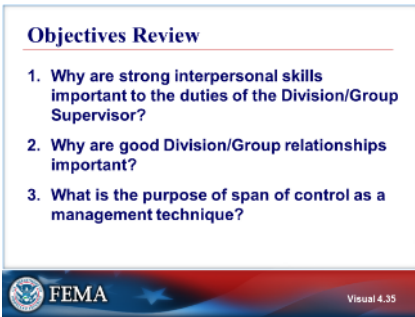 Objectives Review
1. Why are strong interpersonal skills
important to the duties of the Division/Group
Supervisor?
2. Why are good Division/Group relationships
important?
3. What is the purpose of span of control as a
management technique?
FEMA
Visual 4.35